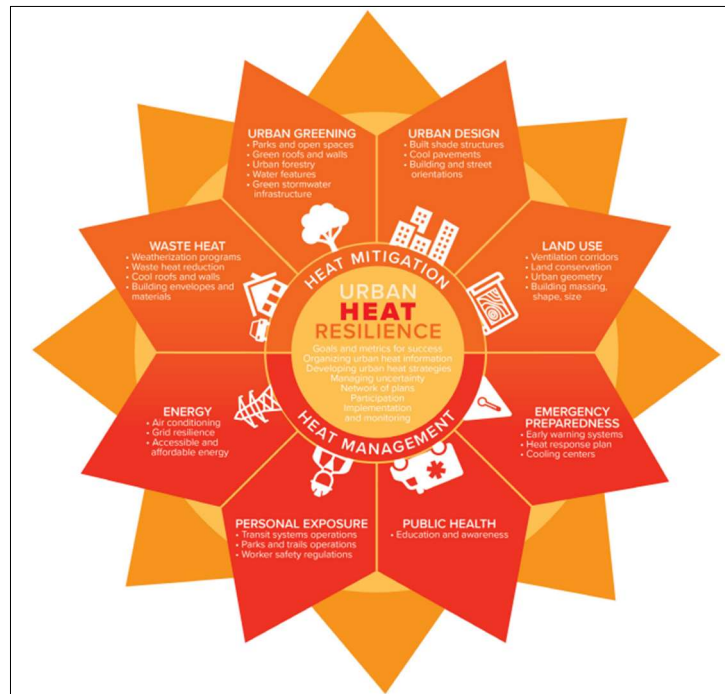 URBAN GREENING
• Parks and open spaces
• Green roofs and walls
• Urban forestry
• Water features
• Green stormwater
infrastructure
URBAN DESIGN
• Built shade structures
• Cool pavements
• Building and street
orientations
WASTE HEAT
• Weatherization programs
• Waste heat reduction
• Cool roofs and walls
• Building envelopes and
materials
LAND USE
• Ventilation corridors
• Land conservation
• Urban geometry
• Building massing,
shape, size
HEAT MITIGATION
URBAN
HEAT
RESILIENCE
Goals and metrics for success
Organizing urban heat information
Developing urban heat strategies
Managing uncertainty
Network of plans
Participation
Implementation
and monitoring
HEAT MANAGEMENT
ENERGY
• Air conditioning
• Grid resilience
• Accessible and
affordable energy
EMERGENCY
PREPAREDNESS
• Early warning systems
• Heat response plan
• Cooling centers
PERSONAL EXPOSURE
• Transit systems operations
• Parks and trails operations
• Worker safety regulations
PUBLIC HEALTH
• Education and awareness